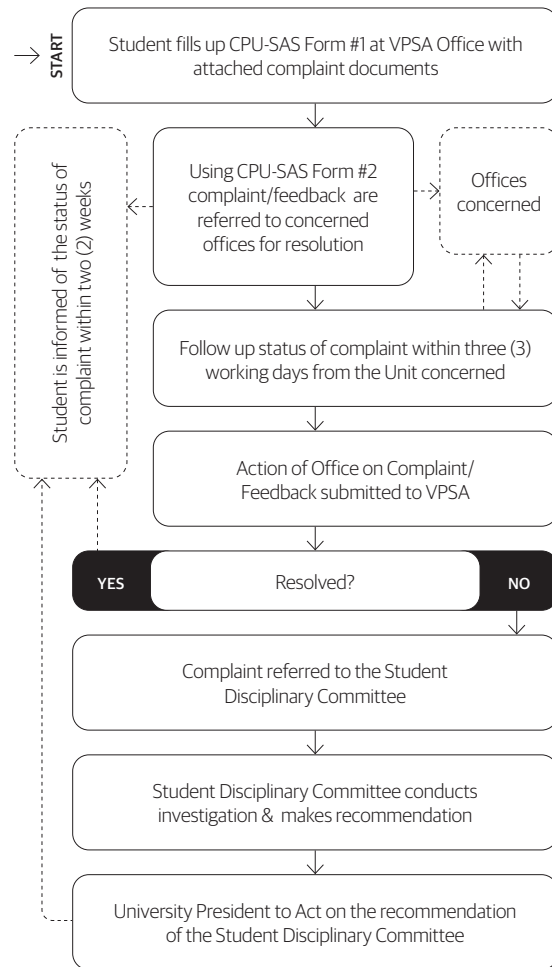 START
Student fills up CPU-SAS Form #1 at VPSA Office with
attached complaint documents
Student is informed of the status of
complaint within two (2) weeks
Using CPU-SAS Form #2
complaint/feedback are
referred to concerned
offices for resolution
Offices
concerned
Follow up status of complaint within three (3)
working days from the Unit concerned
Action of Office on Complaint/
Feedback submitted to VPSA
YES
Resolved?
NO
Complaint referred to the Student
Disciplinary Committee
Student Disciplinary Committee conducts
investigation & makes recommendation
University President to Act on the recommendation
of the Student Disciplinary Committee